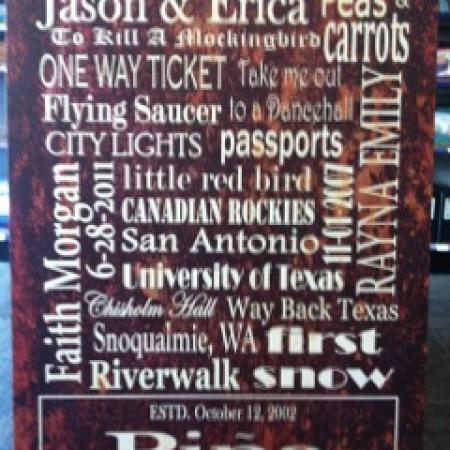 Jason & Erica
Peas &
carrots
To Kill A Mockingbird
ONE WAY TICKET
Take me out
Flying Saucer
to a Dancehall
CITY LIGHTS
passports
little red bird
CANADIAN ROCKIES
San Antonio
University of Texas
Chisholm Hall
Way Back Texas
Snoqualmie, WA
first
Riverwalk
snow
Faith Morgan
6-28-2011
11-01-2007
RAYNA EMILY
ESTD. October 12, 2002